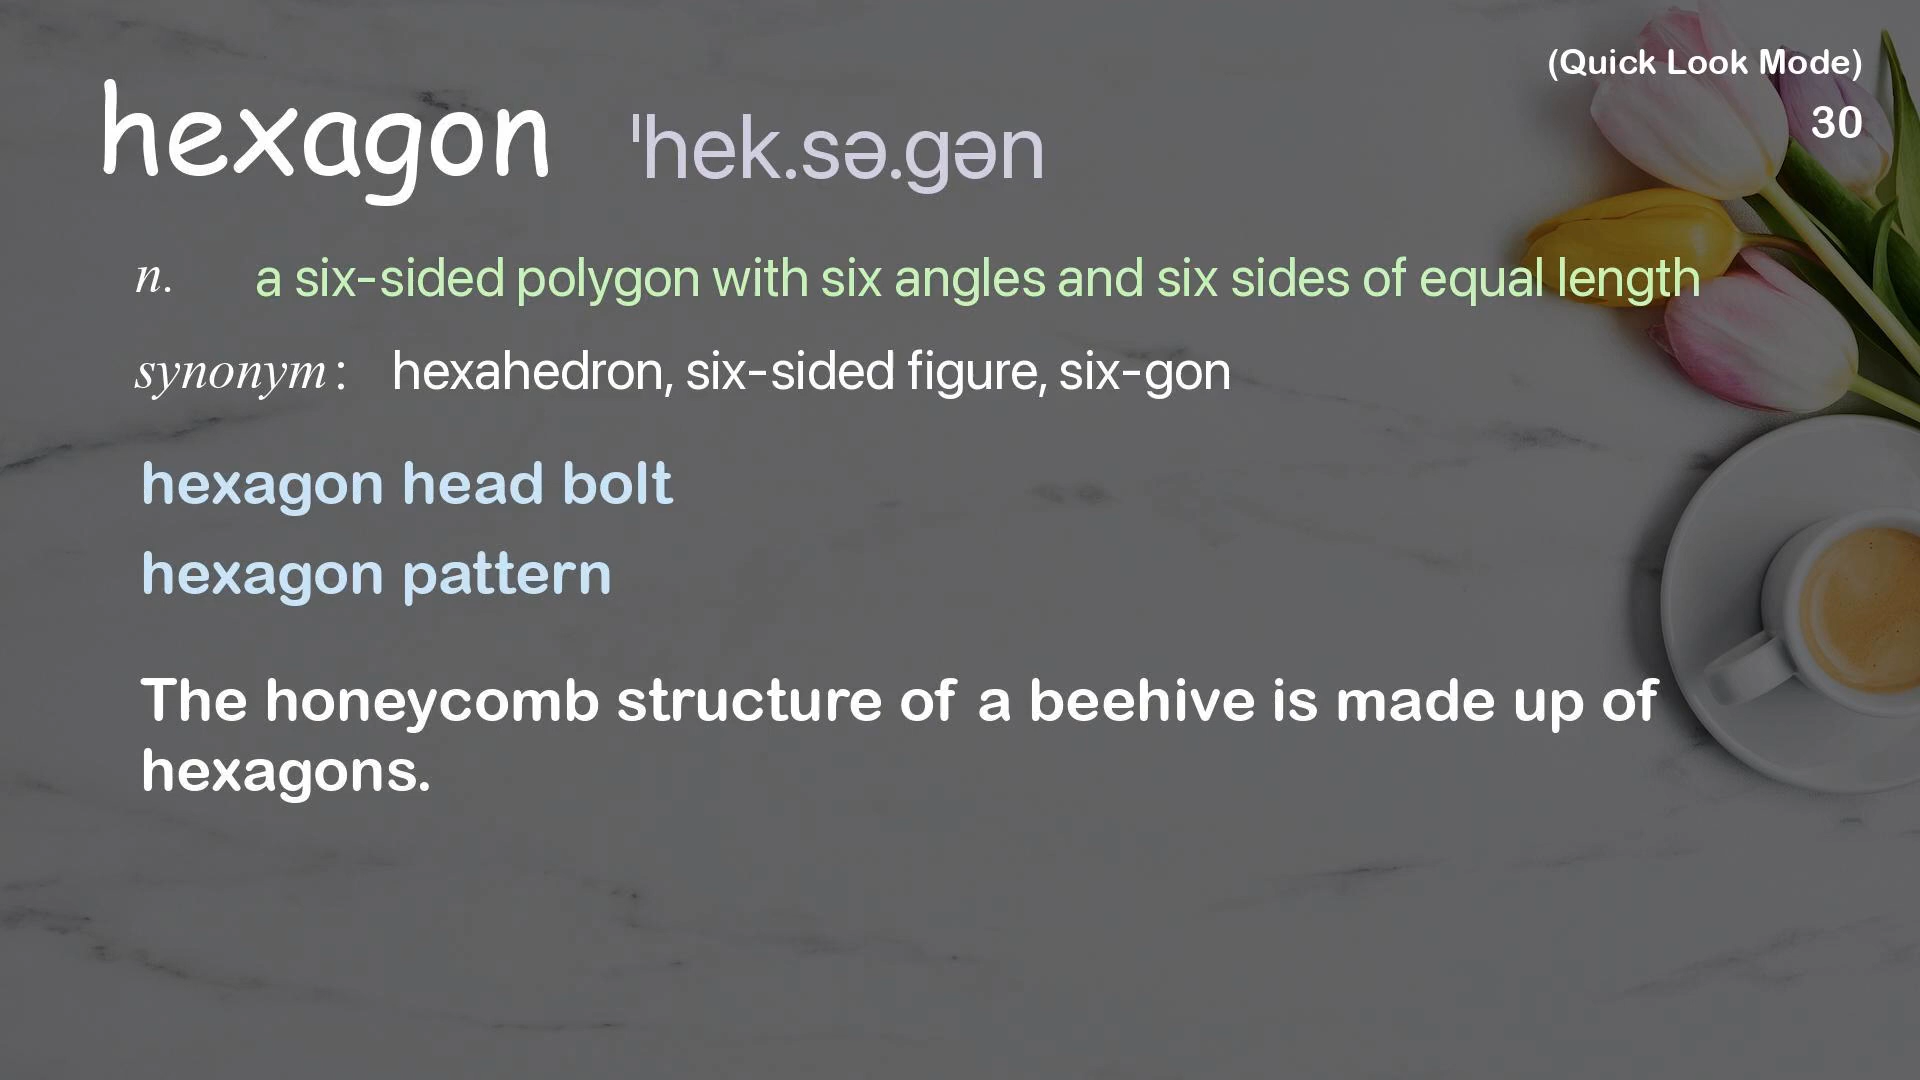 (Quick Look Mode)
30
hexagon ˈhek.sə.gən
n. a six-sided polygon with six angles and six sides of equal length
synonym: hexahedron, six-sided figure, six-gon
hexagon head bolt
hexagon pattern
The honeycomb structure of a beehive is made up of
hexagons.